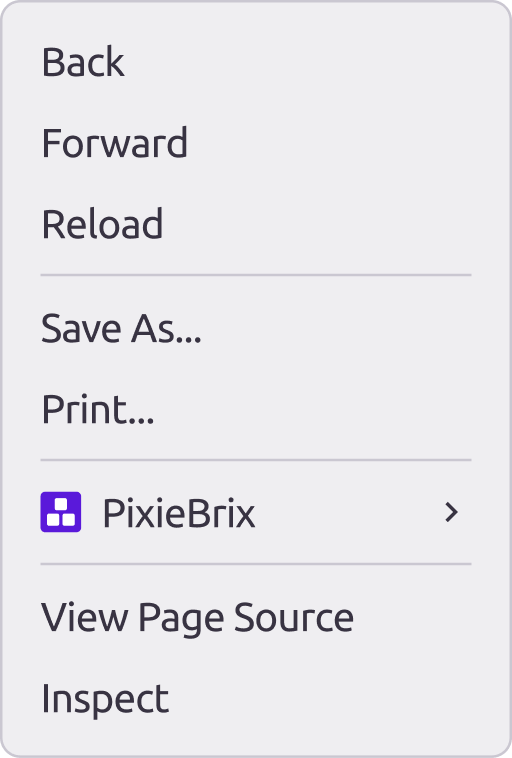 Back
Forward
Reload
Save As...
Print...
PixieBrix
View Page Source
Inspect